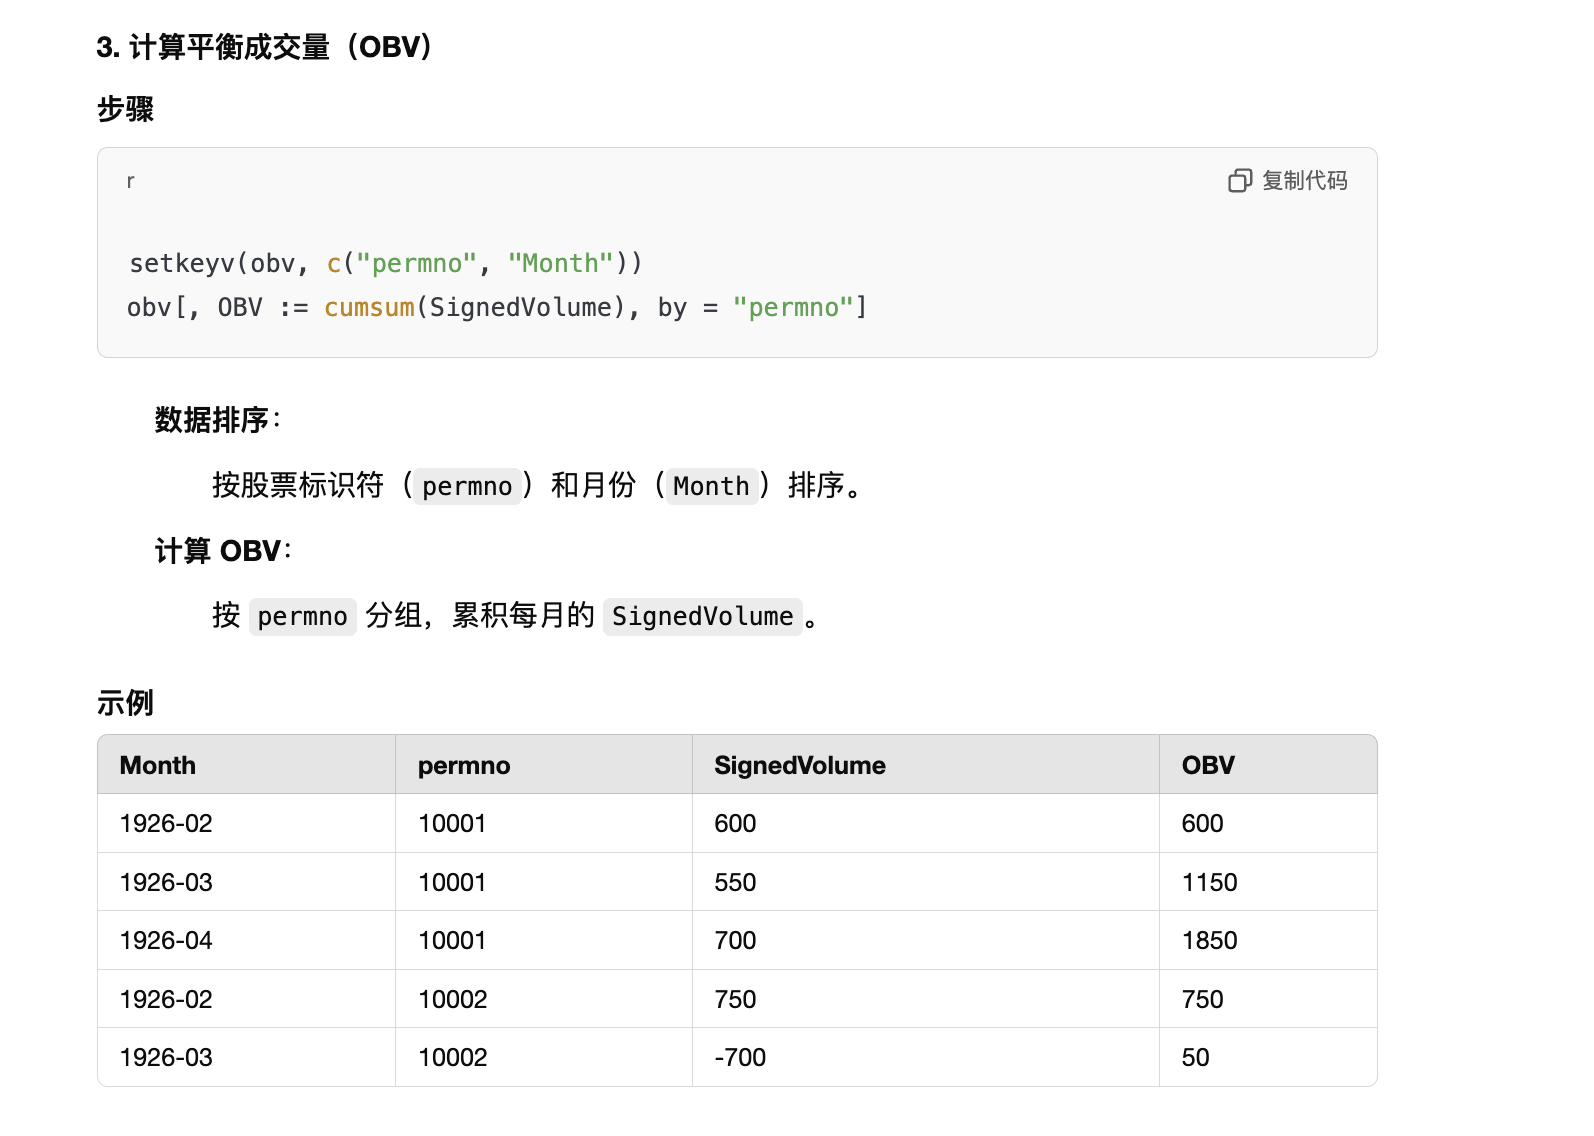 3. 计算平衡成交量（OBV）
步骤
r
复制代码
setkeyv(obv, c("permno", "Month"))
obv[, OBV := cumsum(SignedVolume), by = "permno"]
数据排序：
按股票标识符（permno）和月份（Month）排序。
计算 OBV：
按 permno 分组，累积每月的 SignedVolume。
示例
Month permno SignedVolume OBV
1926-02 10001 600 600
1926-03 10001 550 1150
1926-04 10001 700 1850
1926-02 10002 750 750
1926-03 10002 -700 50